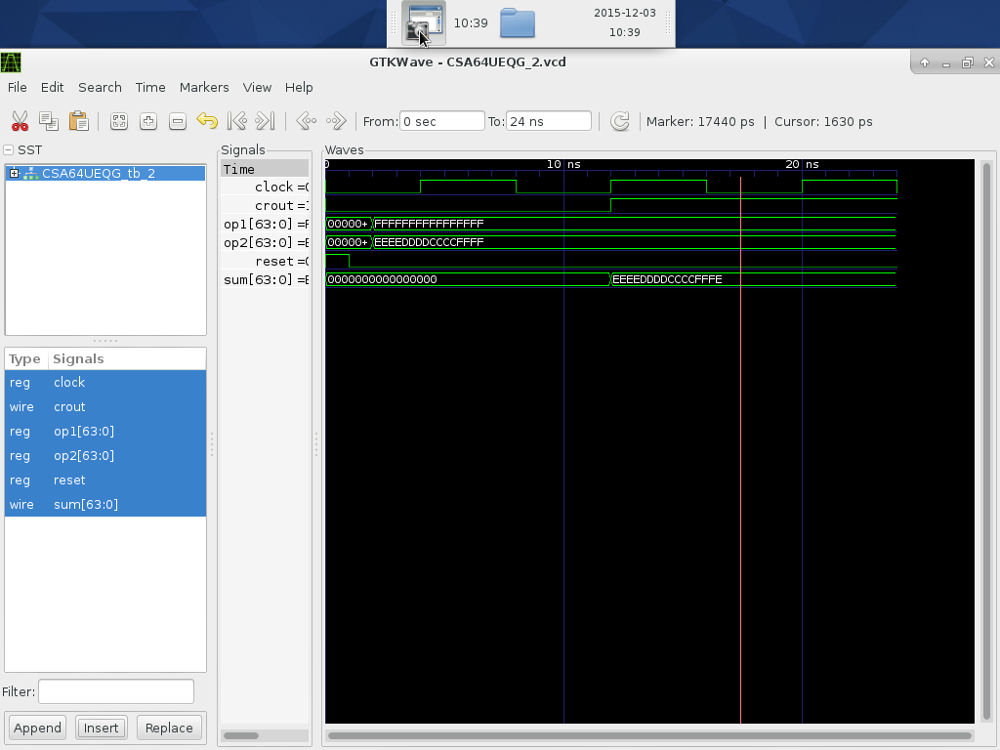 10:39
2015-12-03
10:39
GTKWave - CSA64UEQG_2.vcd
File Edit Search Time Markers View Help
From: 0 sec To: 24 ns Marker: 17440 ps | Cursor: 1630 ps
SST
CSA64UEQG_tb_2
Type Signals
reg clock
wire crout
reg op1[63:0]
reg op2[63:0]
reg reset
wire sum[63:0]
Filter:
Append Insert Replace
Signals
Time
clock =
crout =
op1[63:0] =
op2[63:0] =
reset =
sum[63:0] =
Waves
0 10 ns 20 ns
00000+ FFFFFFFFFFFFFFFF
00000+ EEEEDDDDCCCCFFFF
0000000000000000 EEEEDDDDCCCCFFFE